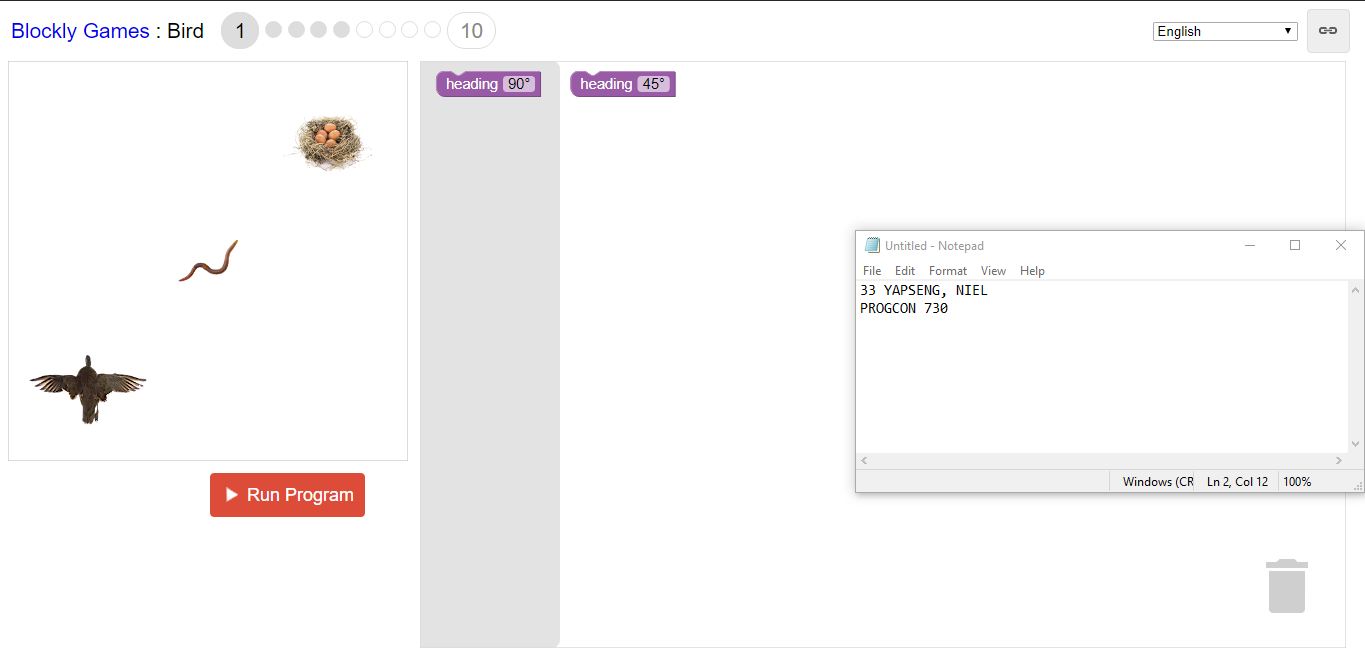 Blockly Games : Bird 1 10 English
heading 90° heading 45°
Run Program
Untitled - Notepad
File Edit Format View Help
33 YAPSENG, NIEL
PROGCON 730
Windows (CR Ln 2, Col 12 100%